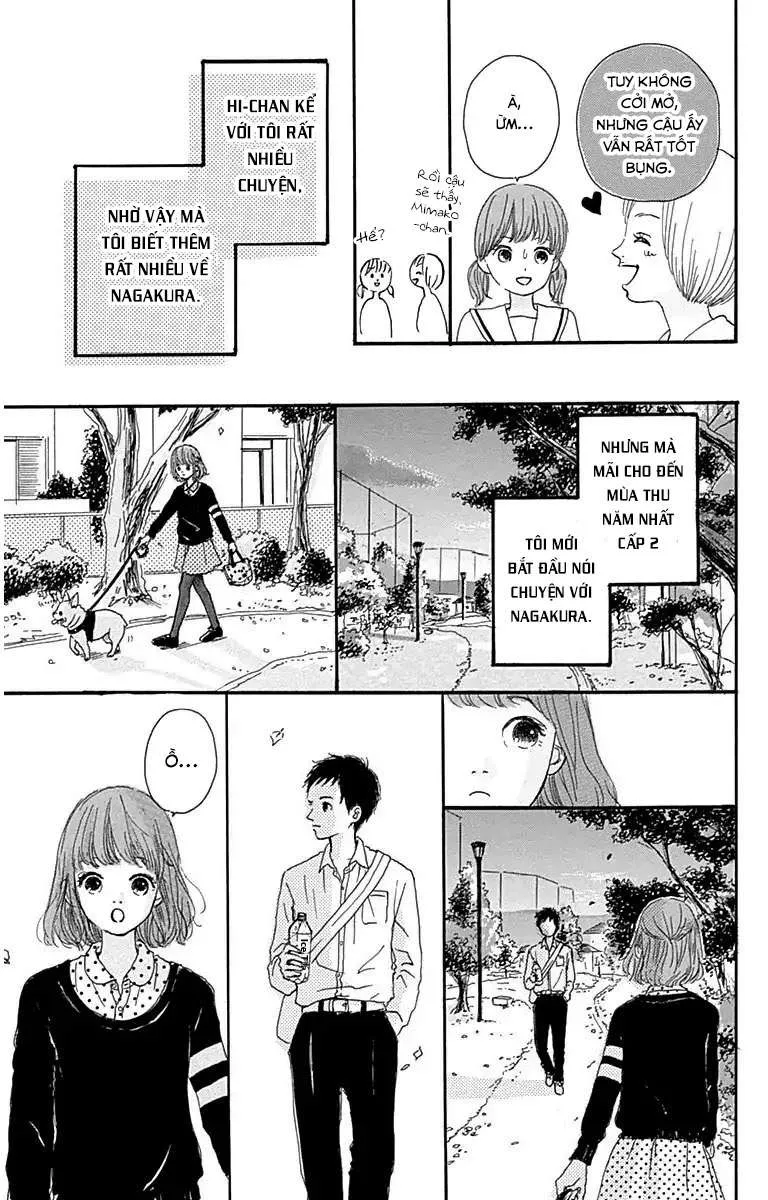 TUY KHÔNG
CỞI MỞ,
NHƯNG CẬU ẤY
VẪN RẤT TỐT
BỤNG.
À,
ỪM...
Rồi cậu
sẽ thấy,
Mimako
-chan
Hể?
HI-CHAN KỂ
VỚI TÔI RẤT
NHIỀU
CHUYỆN,
NHỜ VẬY MÀ
TÔI BIẾT THÊM
RẤT NHIỀU VỀ
NAGAKURA.
NHƯNG MÀ
MÃI CHO ĐẾN
MÙA THU
NĂM NHẤT
CẤP 2
TÔI MỚI
BẮT ĐẦU NÓI
CHUYỆN VỚI
NAGAKURA.
Ồ...
Ice